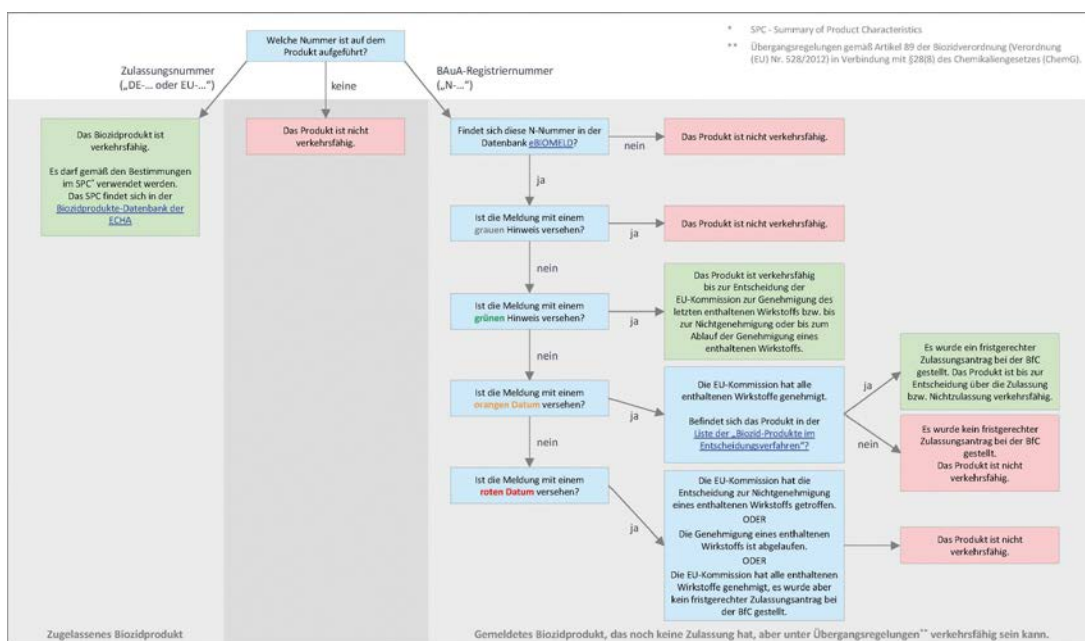 Welche Nummer ist auf dem
Produkt aufgeführt?
* SPC - Summary of Product Characteristics
** Übergangsregelungen gemäß Artikel 89 der Biozidverordnung (Verordnung
(EU) Nr. 528/2012) in Verbindung mit §28(8) des Chemikaliengesetzes (ChemG).
Zulassungsnummer
(„DE-... oder EU-...“)
keine
BAuA-Registriernummer
(„N-...“)
Das Biozidprodukt ist
verkehrsfähig.
Es darf gemäß den Bestimmungen
im SPC* verwendet werden.
Das SPC findet sich in der
Biozidprodukte-Datenbank der
ECHA
Das Produkt ist nicht
verkehrsfähig.
Findet sich diese N-Nummer in der
Datenbank eBIOMELD?
nein
Das Produkt ist nicht verkehrsfähig.
ja
Ist die Meldung mit einem
grauen Hinweis versehen?
ja
Das Produkt ist nicht verkehrsfähig.
nein
Ist die Meldung mit einem
grünen Hinweis versehen?
ja
Das Produkt ist verkehrsfähig
bis zur Entscheidung der
EU-Kommission zur Genehmigung des
letzten enthaltenen Wirkstoffs bzw. bis
zur Nichtgenehmigung oder bis zum
Ablauf der Genehmigung eines
enthaltenen Wirkstoffs.
nein
Ist die Meldung mit einem
orangen Datum versehen?
ja
Die EU-Kommission hat alle
enthaltenen Wirkstoffe genehmigt.
Befindet sich das Produkt in der
Liste der „Biozid-Produkte im
Entscheidungsverfahren“?
ja
Es wurde ein fristgerechter
Zulassungsantrag bei der BfC
gestellt. Das Produkt ist bis zur
Entscheidung über die Zulassung
bzw. Nichtzulassung verkehrsfähig.
nein
Es wurde kein fristgerechter
Zulassungsantrag bei der BfC
gestellt.
Das Produkt ist nicht
verkehrsfähig.
nein
Ist die Meldung mit einem
roten Datum versehen?
ja
Die EU-Kommission hat die
Entscheidung zur Nichtgenehmigung
eines enthaltenen Wirkstoffs getroffen.
ODER
Die Genehmigung eines enthaltenen
Wirkstoffs ist abgelaufen.
ODER
Die EU-Kommission hat alle enthaltenen
Wirkstoffe genehmigt, es wurde aber
kein fristgerechter Zulassungsantrag bei
der BfC gestellt.
Das Produkt ist nicht
verkehrsfähig.
Zugelassenes Biozidprodukt
Gemeldetes Biozidprodukt, das noch keine Zulassung hat, aber unter Übergangsregelungen** verkehrsfähig sein kann.